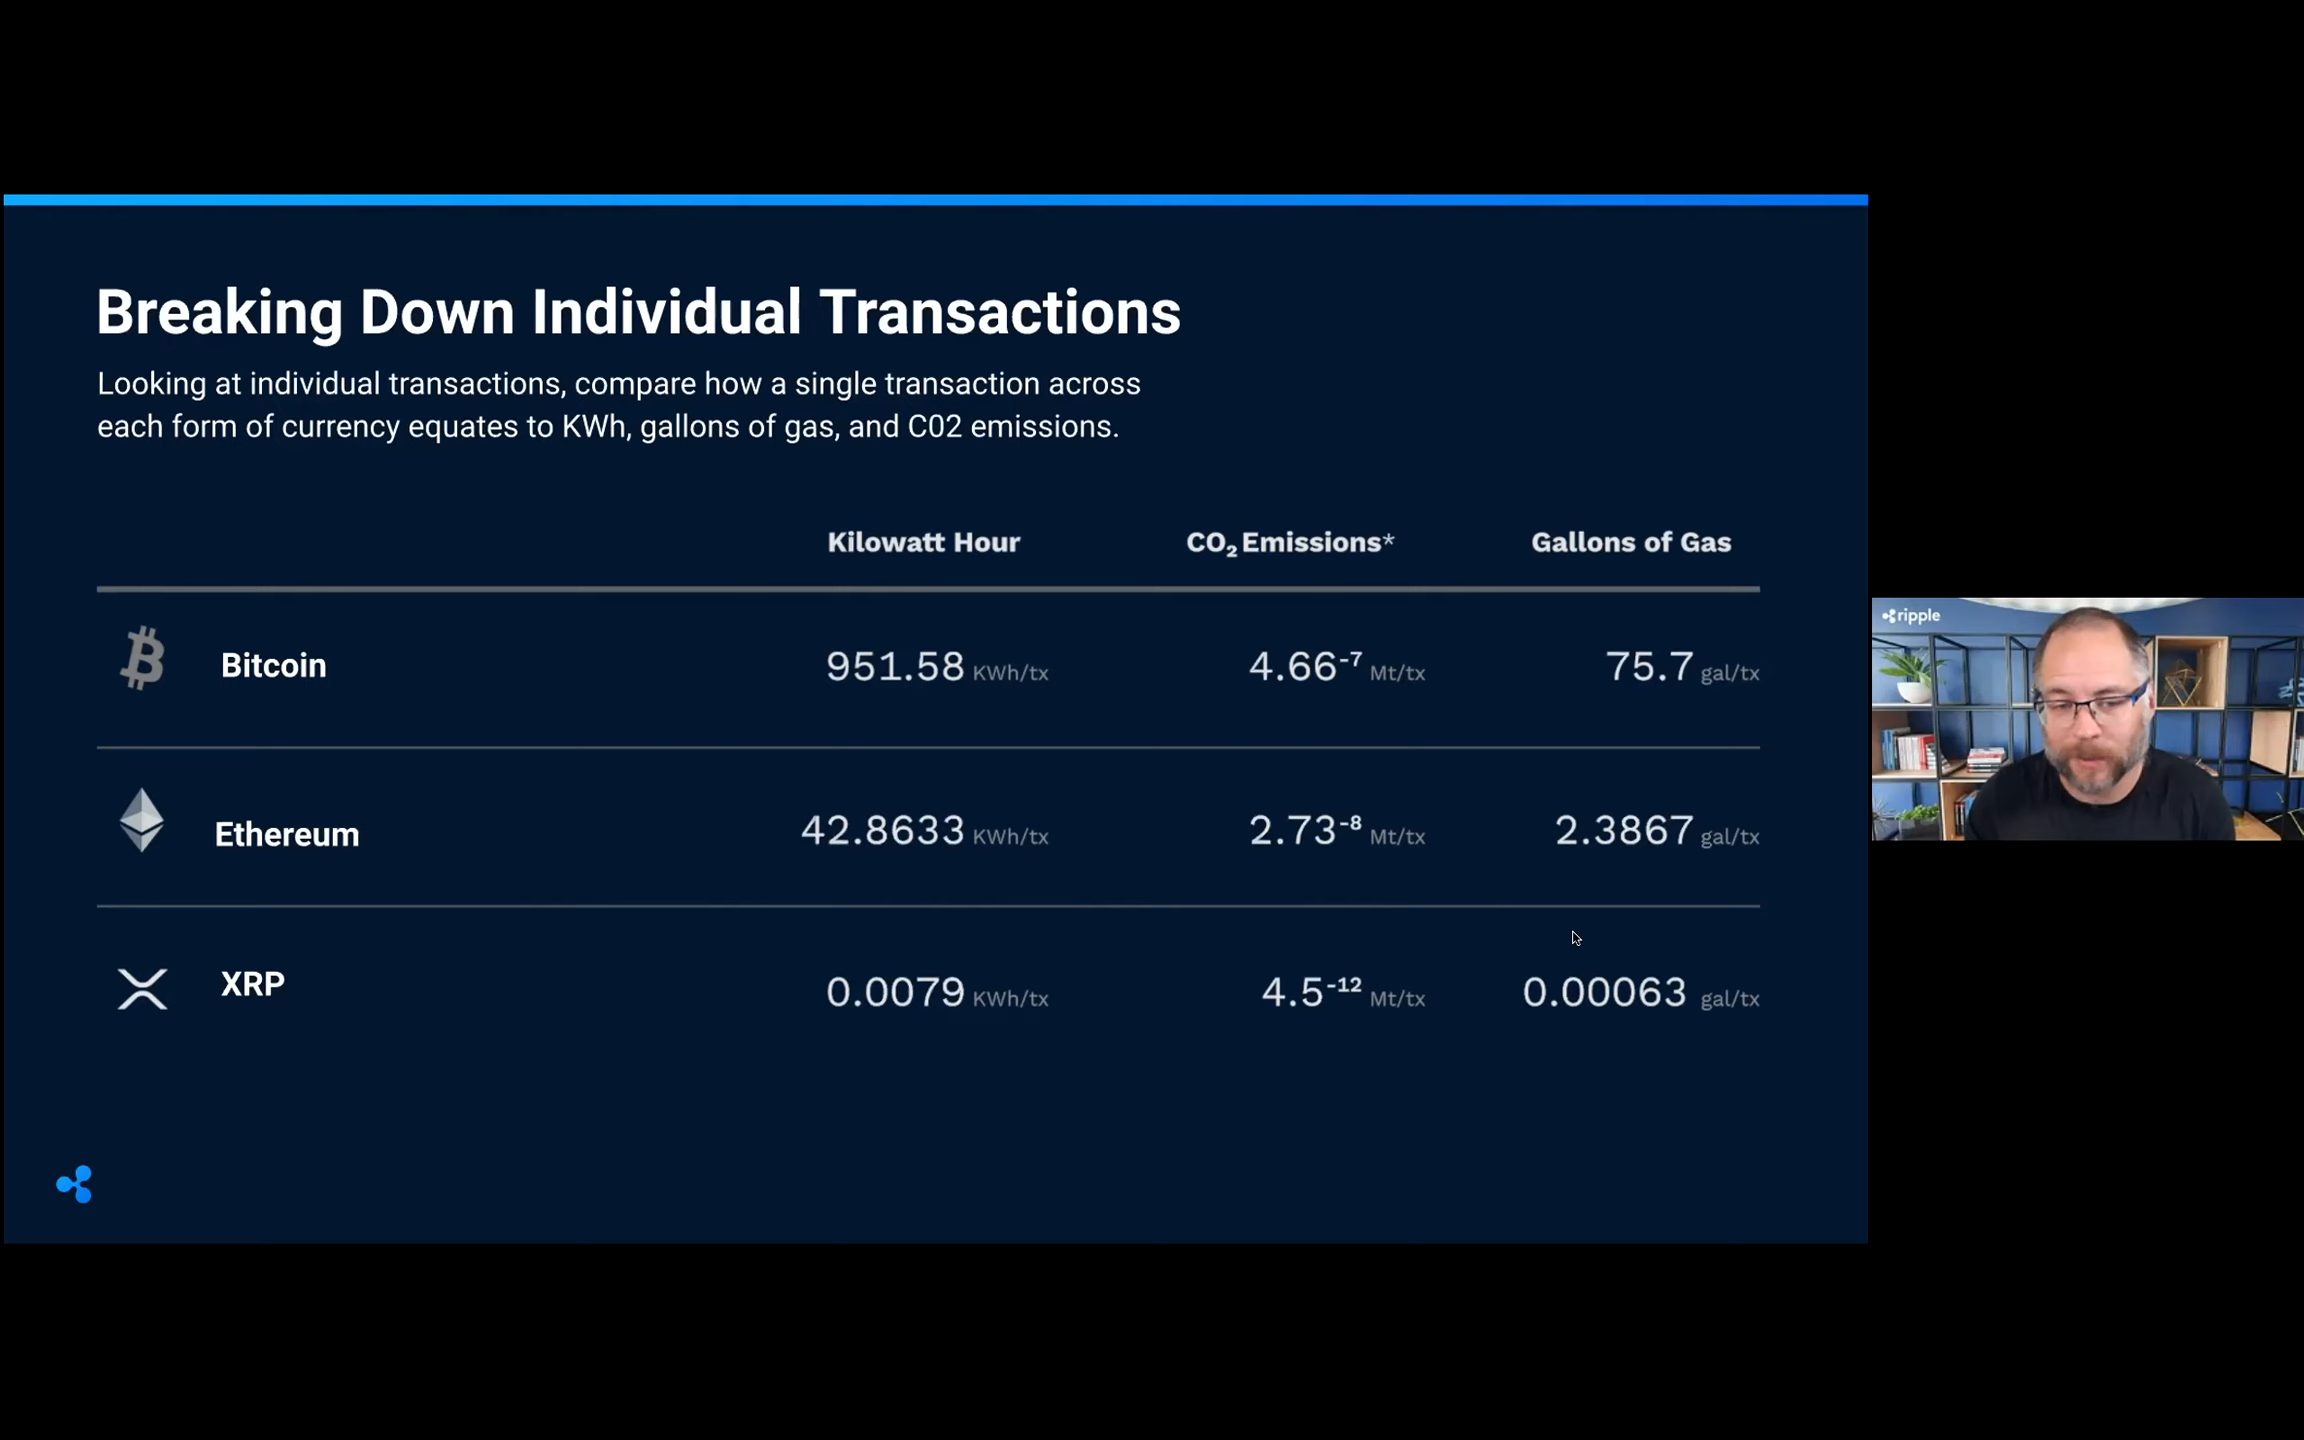 Breaking Down Individual Transactions
Looking at individual transactions, compare how a single transaction across
each form of currency equates to KWh, gallons of gas, and C02 emissions.
Kilowatt Hour CO₂ Emissions* Gallons of Gas
Bitcoin 951.58 KWh/tx 4.66⁻⁷ Mt/tx 75.7 gal/tx
Ethereum 42.8633 KWh/tx 2.73⁻⁸ Mt/tx 2.3867 gal/tx
XRP 0.0079 KWh/tx 4.5⁻¹² Mt/tx 0.00063 gal/tx
ripple